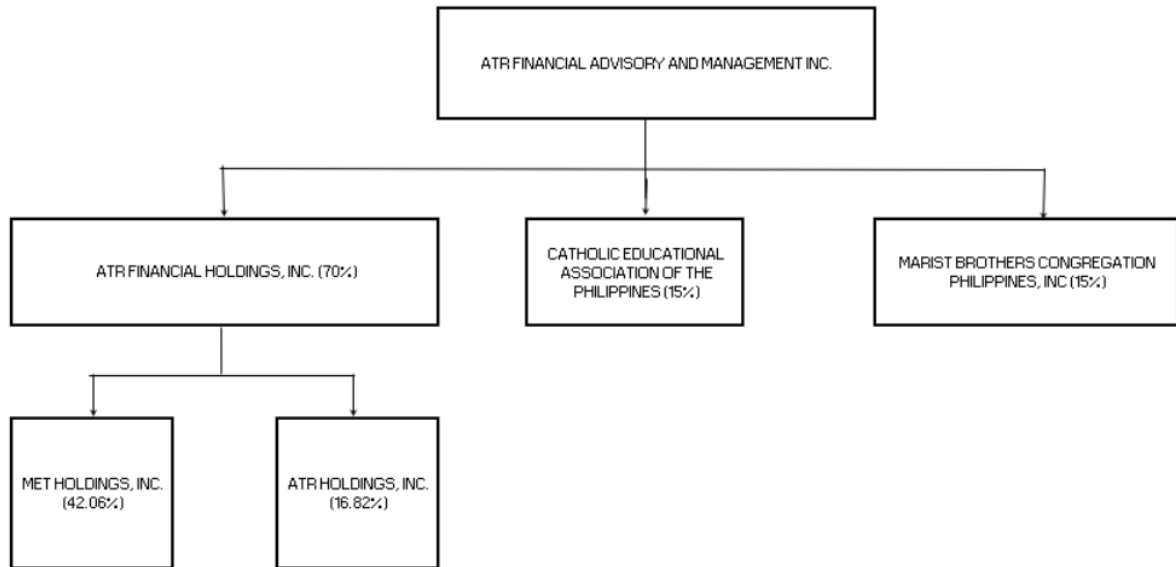 ATR FINANCIAL ADVISORY AND MANAGEMENT INC.
ATR FINANCIAL HOLDINGS, INC. (70%)
CATHOLIC EDUCATIONAL
ASSOCIATION OF THE
PHILIPPINES (15%)
MARIST BROTHERS CONGREGATION
PHILIPPINES, INC (15%)
MET HOLDINGS, INC.
(42.06%)
ATR HOLDINGS, INC.
(16.82%)